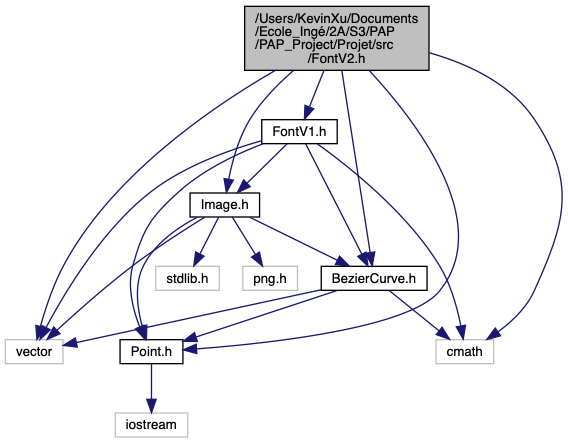 /Users/KevinXu/Documents
/Ecole_Ingé/2A/S3/PAP
/PAP_Project/Projet/src
/FontV2.h
FontV1.h
Image.h
stdlib.h
png.h
BezierCurve.h
vector
Point.h
cmath
iostream